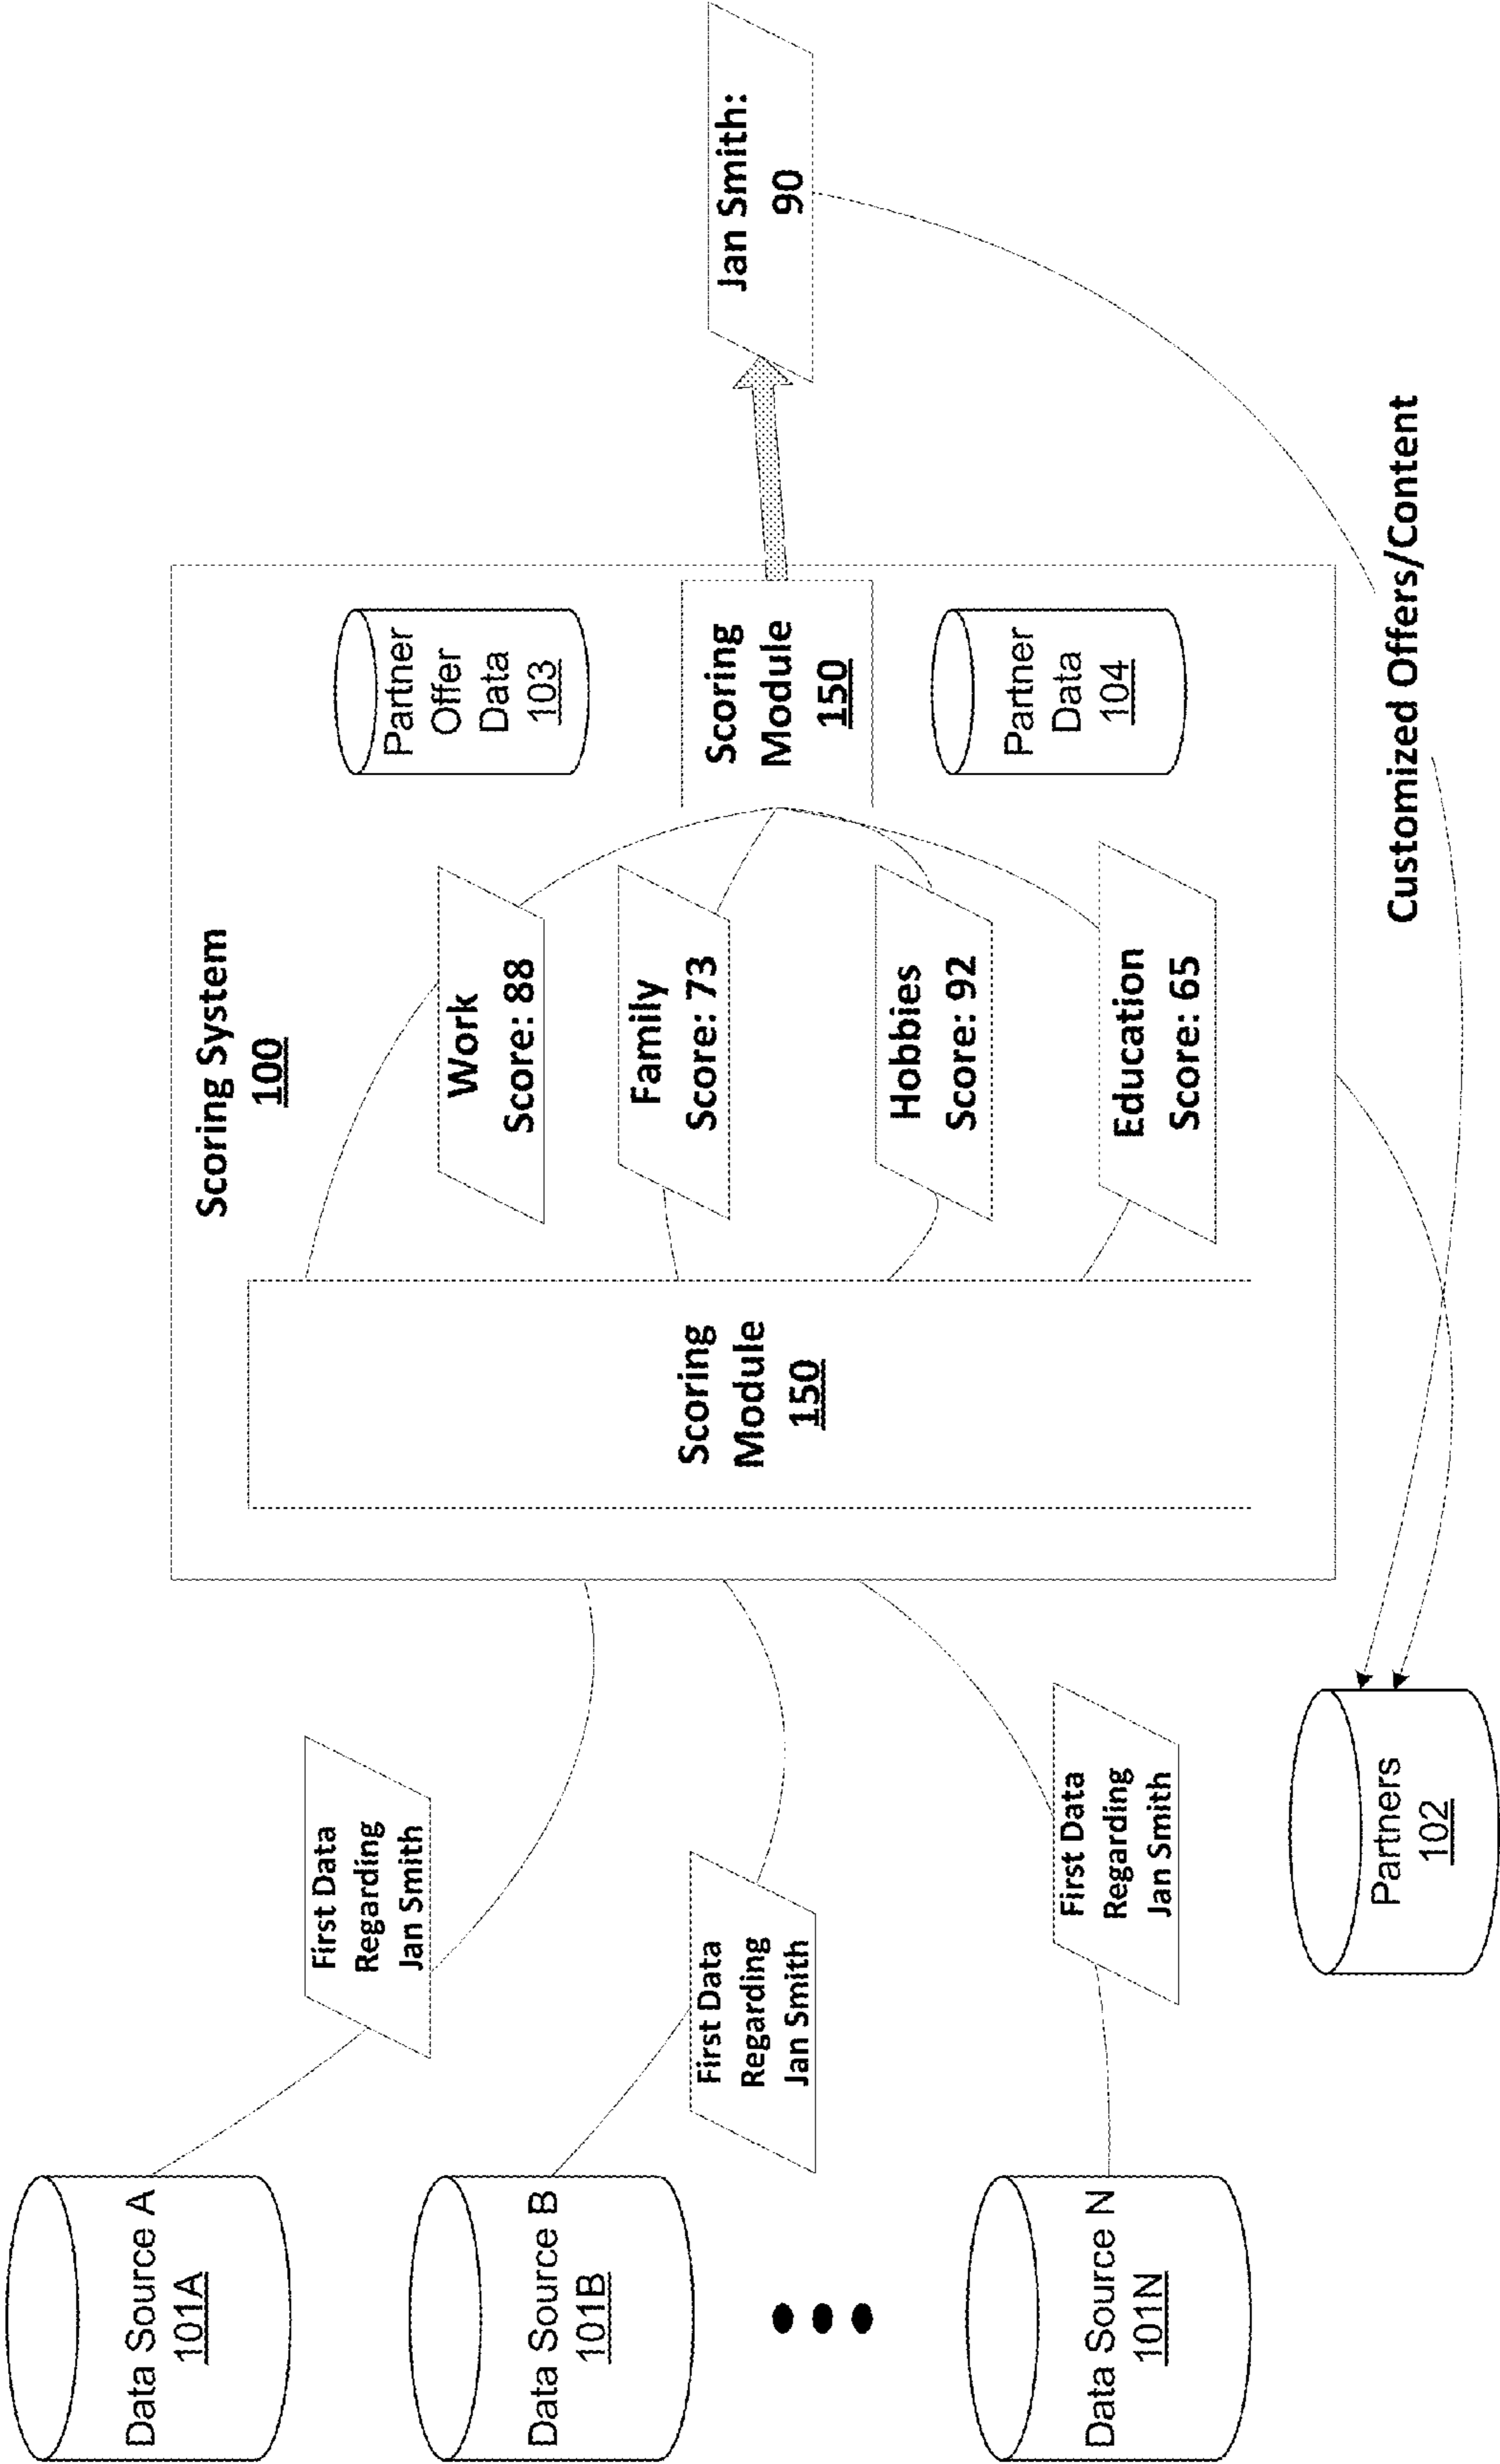 Data Source A
101A
Data Source B
101B
Data Source N
101N
First Data
Regarding
Jan Smith
First Data
Regarding
Jan Smith
First Data
Regarding
Jan Smith
Partners
102
Scoring System
100
Scoring
Module
150
Work
Score: 88
Family
Score: 73
Hobbies
Score: 92
Education
Score: 65
Partner
Offer
Data
103
Scoring
Module
150
Partner
Data
104
Jan Smith:
90
Customized Offers/Content